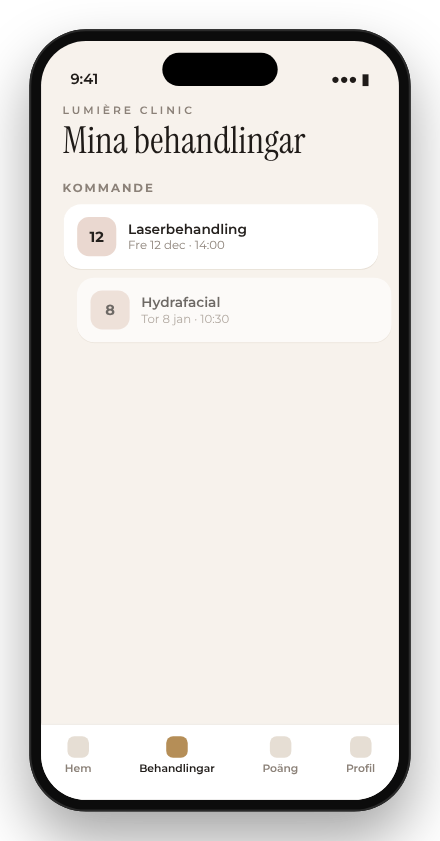 9:41
LUMIÈRE CLINIC
Mina behandlingar
KOMMANDE
12
Laserbehandling
Fre 12 dec · 14:00
8
Hydrafacial
Tor 8 jan · 10:30
Hem Behandlingar Poäng Profil